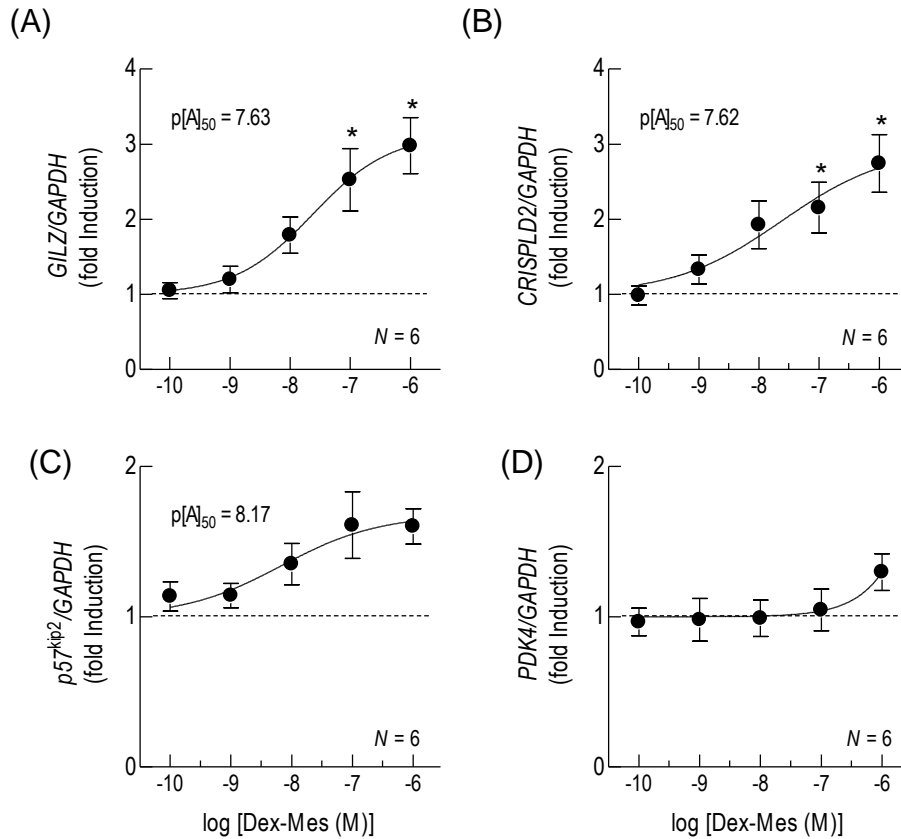 (A)
GILZ/GAPDH
(fold Induction)
4
3
2
1
0
p[A]50 = 7.63
*
*
N = 6
-10 -9 -8 -7 -6
(B)
CRISPLD2/GAPDH
(fold Induction)
4
3
2
1
0
p[A]50 = 7.62
*
*
N = 6
-10 -9 -8 -7 -6
(C)
p57kip2/GAPDH
(fold Induction)
2
1
0
p[A]50 = 8.17
N = 6
-10 -9 -8 -7 -6
log [Dex-Mes (M)]
(D)
PDK4/GAPDH
(fold Induction)
2
1
0
N = 6
-10 -9 -8 -7 -6
log [Dex-Mes (M)]